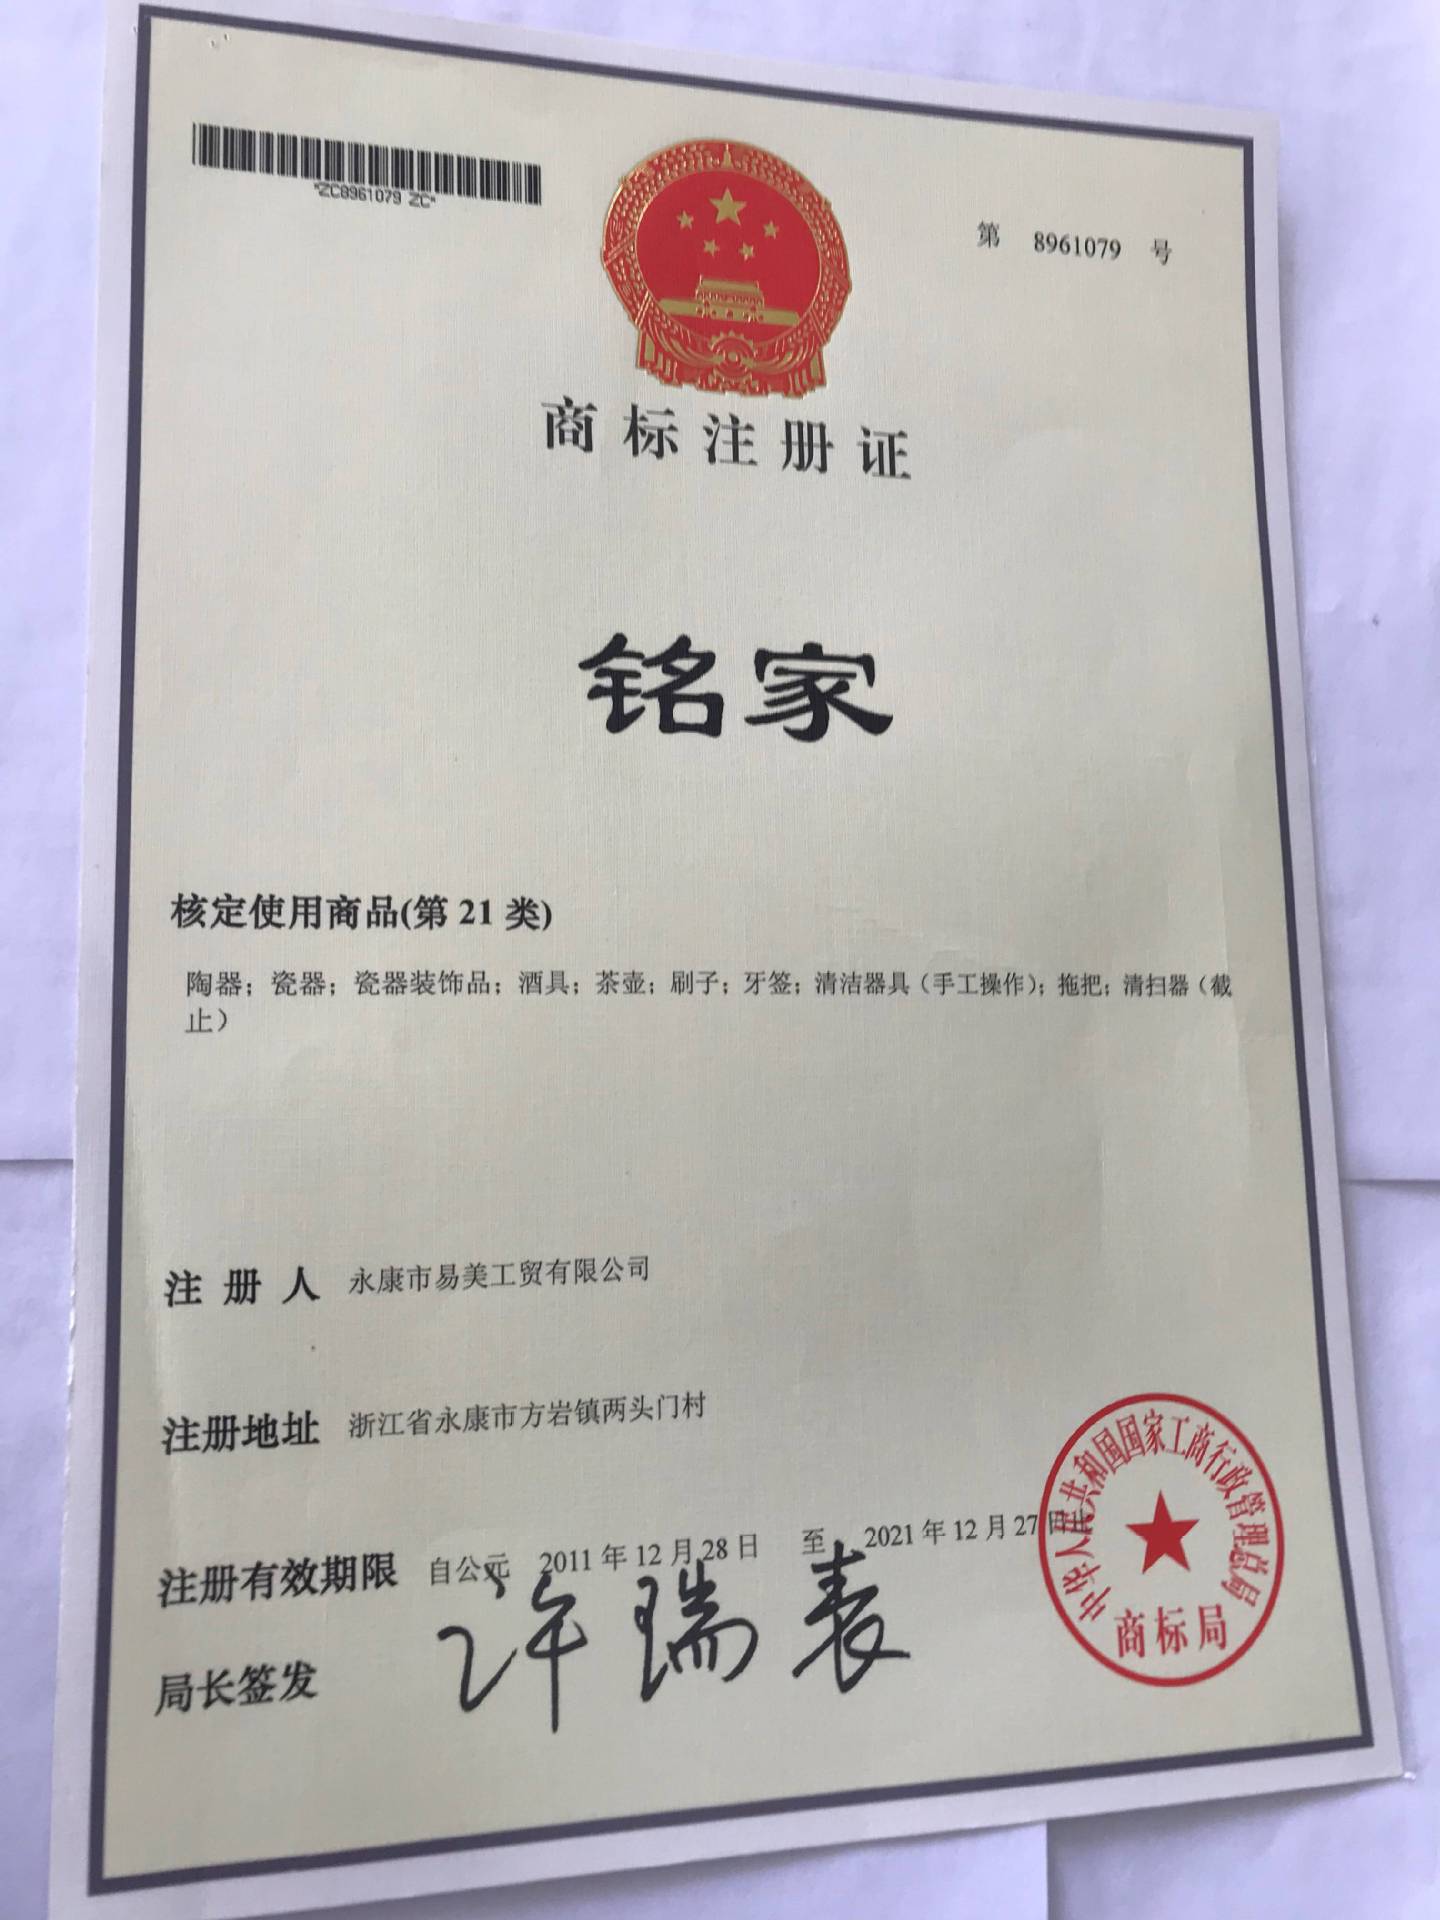 *ZC8961079 ZC*
第 8961079 号
商标注册证
铭家
核定使用商品(第 21 类)
陶器；瓷器；瓷器装饰品；酒具；茶壶；刷子；牙签；清洁器具（手工操作）；拖把；清扫器（截
止）
注册人 永康市易美工贸有限公司
注册地址 浙江省永康市方岩镇两头门村
注册有效期限 自公元 2011 年 12 月 28 日 至 2021 年 12 月 27 日止
局长签发 许瑞表
中华人民共和国国家工商行政管理总局
商标局